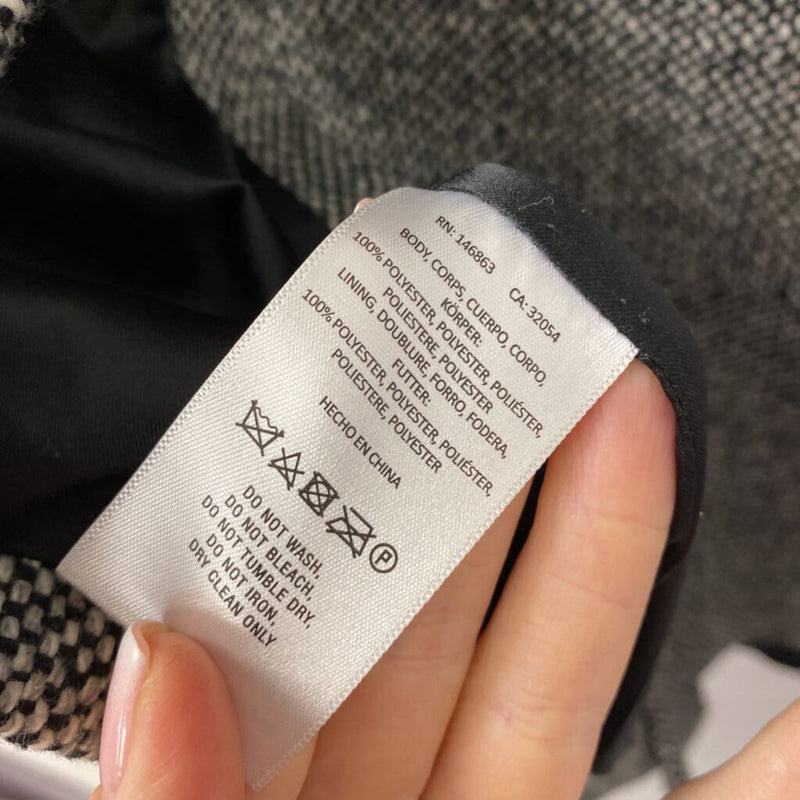 RN: 146863 CA: 32054
BODY, CORPS, CUERPO, CORPO,
KÖRPER:
100% POLYESTER, POLYESTER, POLIÉSTER,
POLIESTERE, POLYESTER
LINING, DOUBLURE, FORRO, FODERA,
FUTTER:
100% POLYESTER, POLYESTER, POLIÉSTER,
POLIESTERE, POLYESTER
HECHO EN CHINA
P
DO NOT WASH,
DO NOT BLEACH,
DO NOT TUMBLE DRY,
DO NOT IRON,
DRY CLEAN ONLY